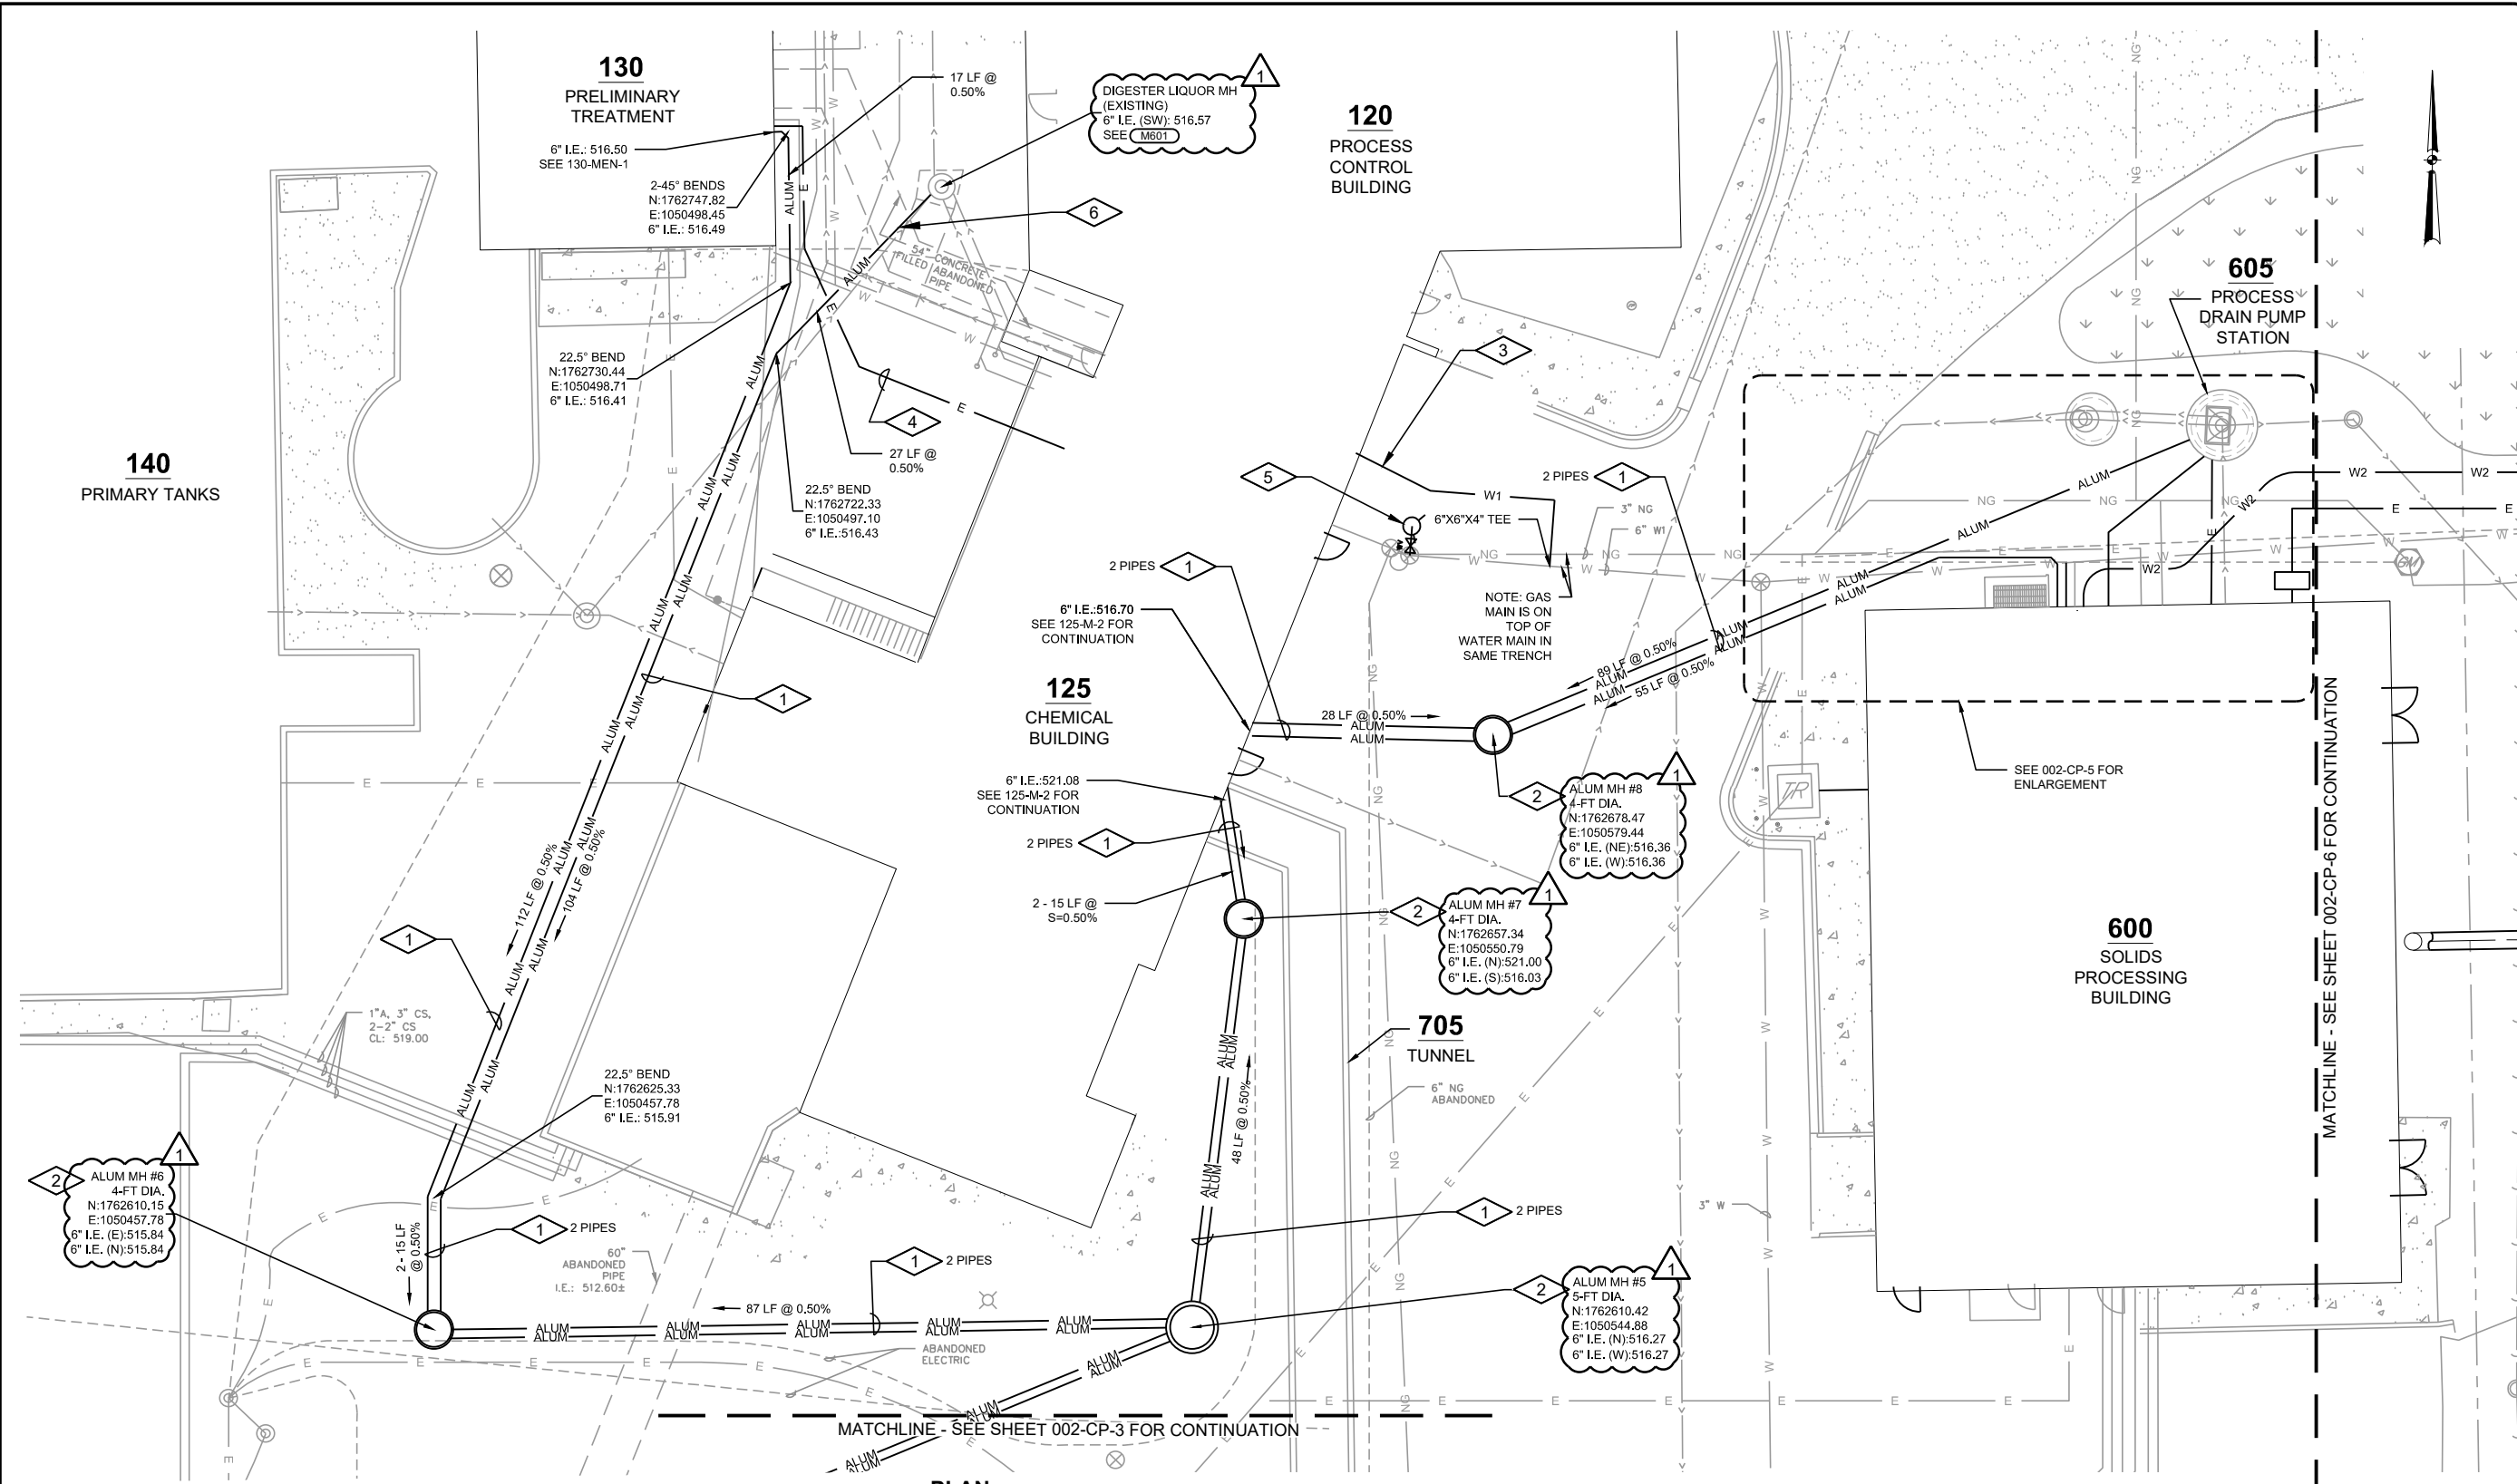 130
PRELIMINARY
TREATMENT
17 LF @
0.50%
DIGESTER LIQUOR MH
(EXISTING)
6" I.E. (SW): 516.57
SEE M601
1
120
PROCESS
CONTROL
BUILDING
6" I.E.: 516.50
SEE 130-MEN-1
2-45° BENDS
N:1762747.82
E:1050498.45
6" I.E.: 516.49
6
54" CONCRETE
FILLED ABANDONED
PIPE
22.5° BEND
N:1762730.44
E:1050498.71
6" I.E.: 516.41
4
27 LF @
0.50%
22.5° BEND
N:1762722.33
E:1050497.10
6" I.E.:516.43
140
PRIMARY TANKS
605
PROCESS
DRAIN PUMP
STATION
3
5
W1
6"X6"X4" TEE
2 PIPES
1
3" NG
6" W1
NOTE: GAS
MAIN IS ON
TOP OF
WATER MAIN IN
SAME TRENCH
2 PIPES
1
6" I.E.:516.70
SEE 125-M-2 FOR
CONTINUATION
125
CHEMICAL
BUILDING
28 LF @ 0.50%
ALUM
ALUM
89 LF @ 0.50%
ALUM
ALUM
55 LF @ 0.50%
1
6" I.E.:521.08
SEE 125-M-2 FOR
CONTINUATION
2 PIPES
1
2 - 15 LF @
S=0.50%
2
ALUM MH #8
4-FT DIA.
N:1762678.47
E:1050579.44
6" I.E. (NE):516.36
6" I.E. (W):516.36
1
2
ALUM MH #7
4-FT DIA.
N:1762657.34
E:1050550.79
6" I.E. (N):521.00
6" I.E. (S):516.03
1
SEE 002-CP-5 FOR
ENLARGEMENT
TR
MATCHLINE - SEE SHEET 002-CP-6 FOR CONTINUATION
600
SOLIDS
PROCESSING
BUILDING
112 LF @ 0.50%
104 LF @ 0.50%
1
1"A, 3" CS,
2-2" CS
CL: 519.00
705
TUNNEL
6" NG
ABANDONED
22.5° BEND
N:1762625.33
E:1050457.78
6" I.E.: 515.91
48 LF @ 0.50%
2
ALUM MH #6
4-FT DIA.
N:1762610.15
E:1050457.78
6" I.E. (E):515.84
6" I.E. (N):515.84
1
2 - 15 LF
@ 0.50%
1
2 PIPES
60"
ABANDONED
PIPE
I.E.: 512.60±
1
2 PIPES
1
2 PIPES
3" W
87 LF @ 0.50%
ABANDONED
ELECTRIC
2
ALUM MH #5
5-FT DIA.
N:1762610.42
E:1050544.88
6" I.E. (N):516.27
6" I.E. (W):516.27
1
MATCHLINE - SEE SHEET 002-CP-3 FOR CONTINUATION